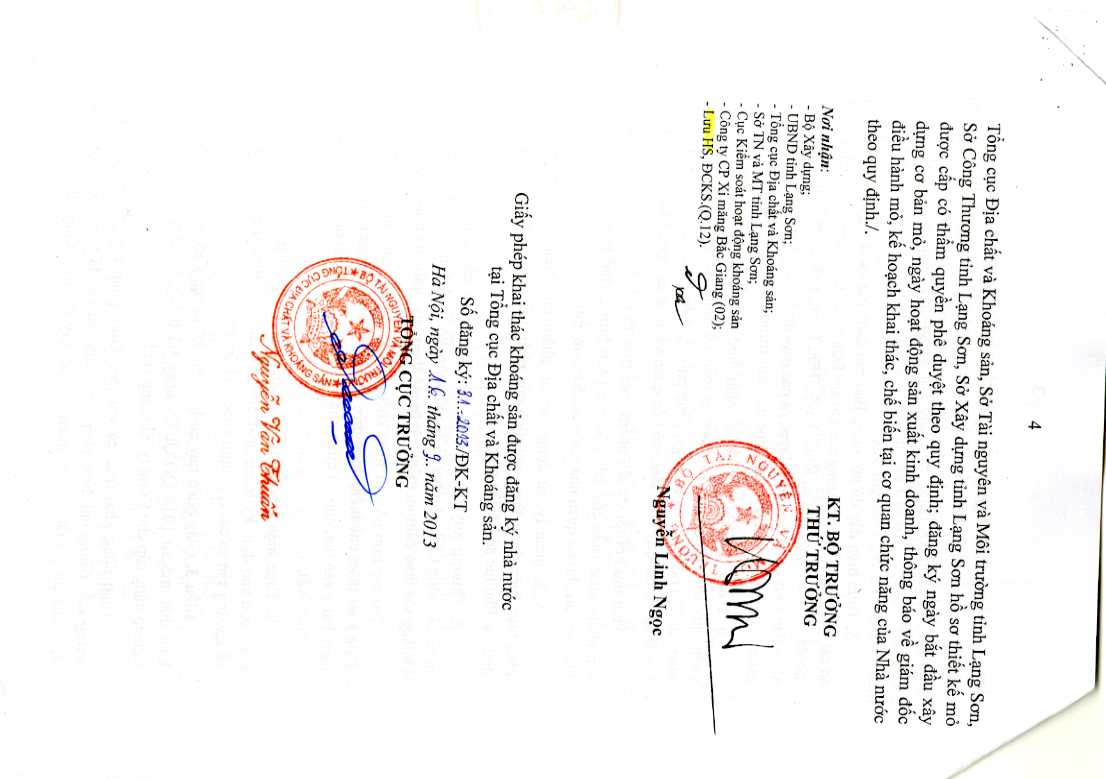 4
Tổng cục Địa chất và Khoáng sản, Sở Tài nguyên và Môi trường tỉnh Lạng Sơn,
Sở Công Thương tỉnh Lạng Sơn, Sở Xây dựng tỉnh Lạng Sơn hồ sơ thiết kế mỏ
được cấp có thẩm quyền phê duyệt theo quy định; đăng ký ngày bắt đầu xây
dựng cơ bản mỏ, ngày hoạt động sản xuất kinh doanh, thông báo về giám đốc
điều hành mỏ, kế hoạch khai thác, chế biến tại cơ quan chức năng của Nhà nước
theo quy định./.
Nơi nhận:
- Bộ Xây dựng;
- UBND tỉnh Lạng Sơn;
- Tổng cục Địa chất và Khoáng sản;
- Sở TN và MT tỉnh Lạng Sơn;
- Cục Kiểm soát hoạt động khoáng sản
- Công ty CP Xi măng Bắc Giang (02);
- Lưu HS, ĐCKS.(Q.12).
KT. BỘ TRƯỞNG
THỨ TRƯỞNG
BỘ TÀI NGUYÊN VÀ MÔI TRƯỜNG
Nguyễn Linh Ngọc
Giấy phép khai thác khoáng sản được đăng ký nhà nước
tại Tổng cục Địa chất và Khoáng sản.
Số đăng ký: 31.2013/ĐK-KT
Hà Nội, ngày 16 tháng 9 năm 2013
TỔNG CỤC TRƯỞNG
BỘ TÀI NGUYÊN VÀ MÔI TRƯỜNG
TỔNG CỤC ĐỊA CHẤT VÀ KHOÁNG SẢN
Nguyễn Văn Thuấn